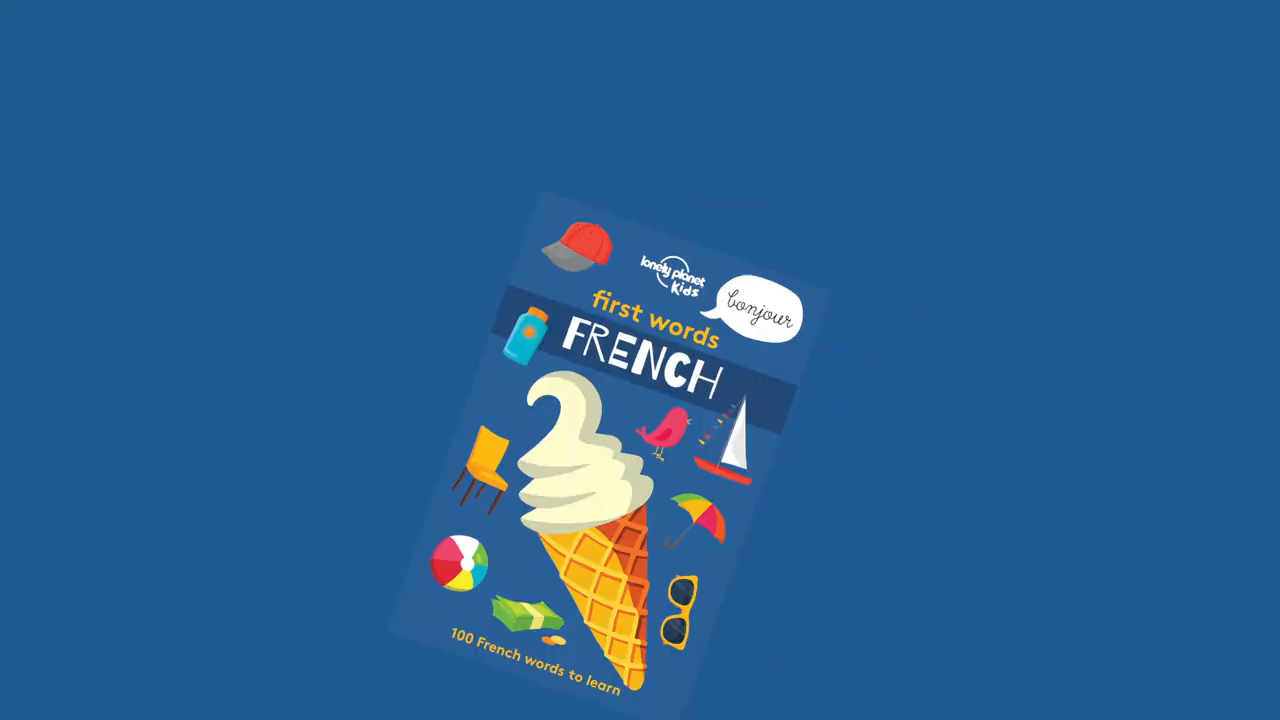 lonely planet
kids
bonjour
first words
FRENCH
100 French words to learn